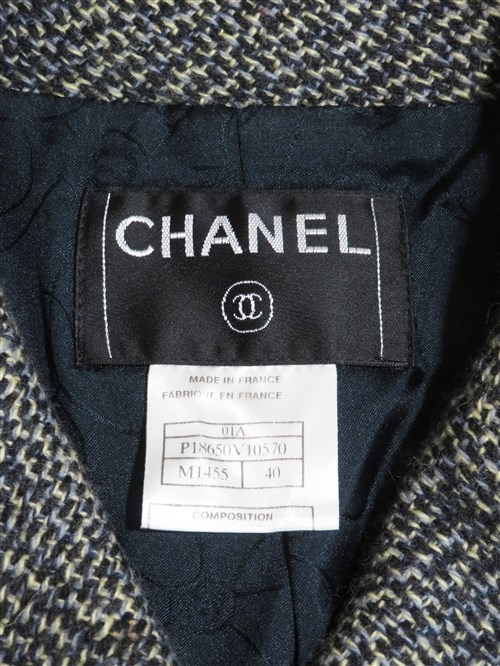 CHANEL
MADE IN FRANCE
FABRIQUE EN FRANCE
01A
P18650V10570
M1455 40
COMPOSITION